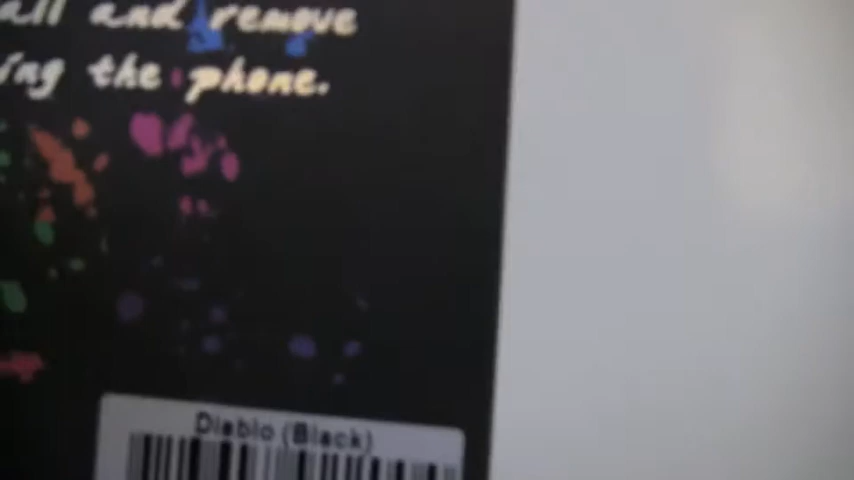 all and remove
ing the phone.
Diablo (Black)